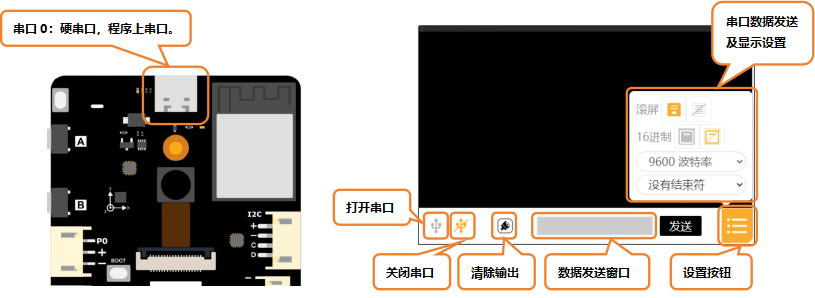 串口 0：硬串口，程序上串口。
A
B
Y
X
Z
P0
+
−
BOOT
I2C
+
−
C
D
串口数据发送
及显示设置
滚屏
16进制
9600 波特率
没有结束符
打开串口
发送
关闭串口
清除输出
数据发送窗口
设置按钮